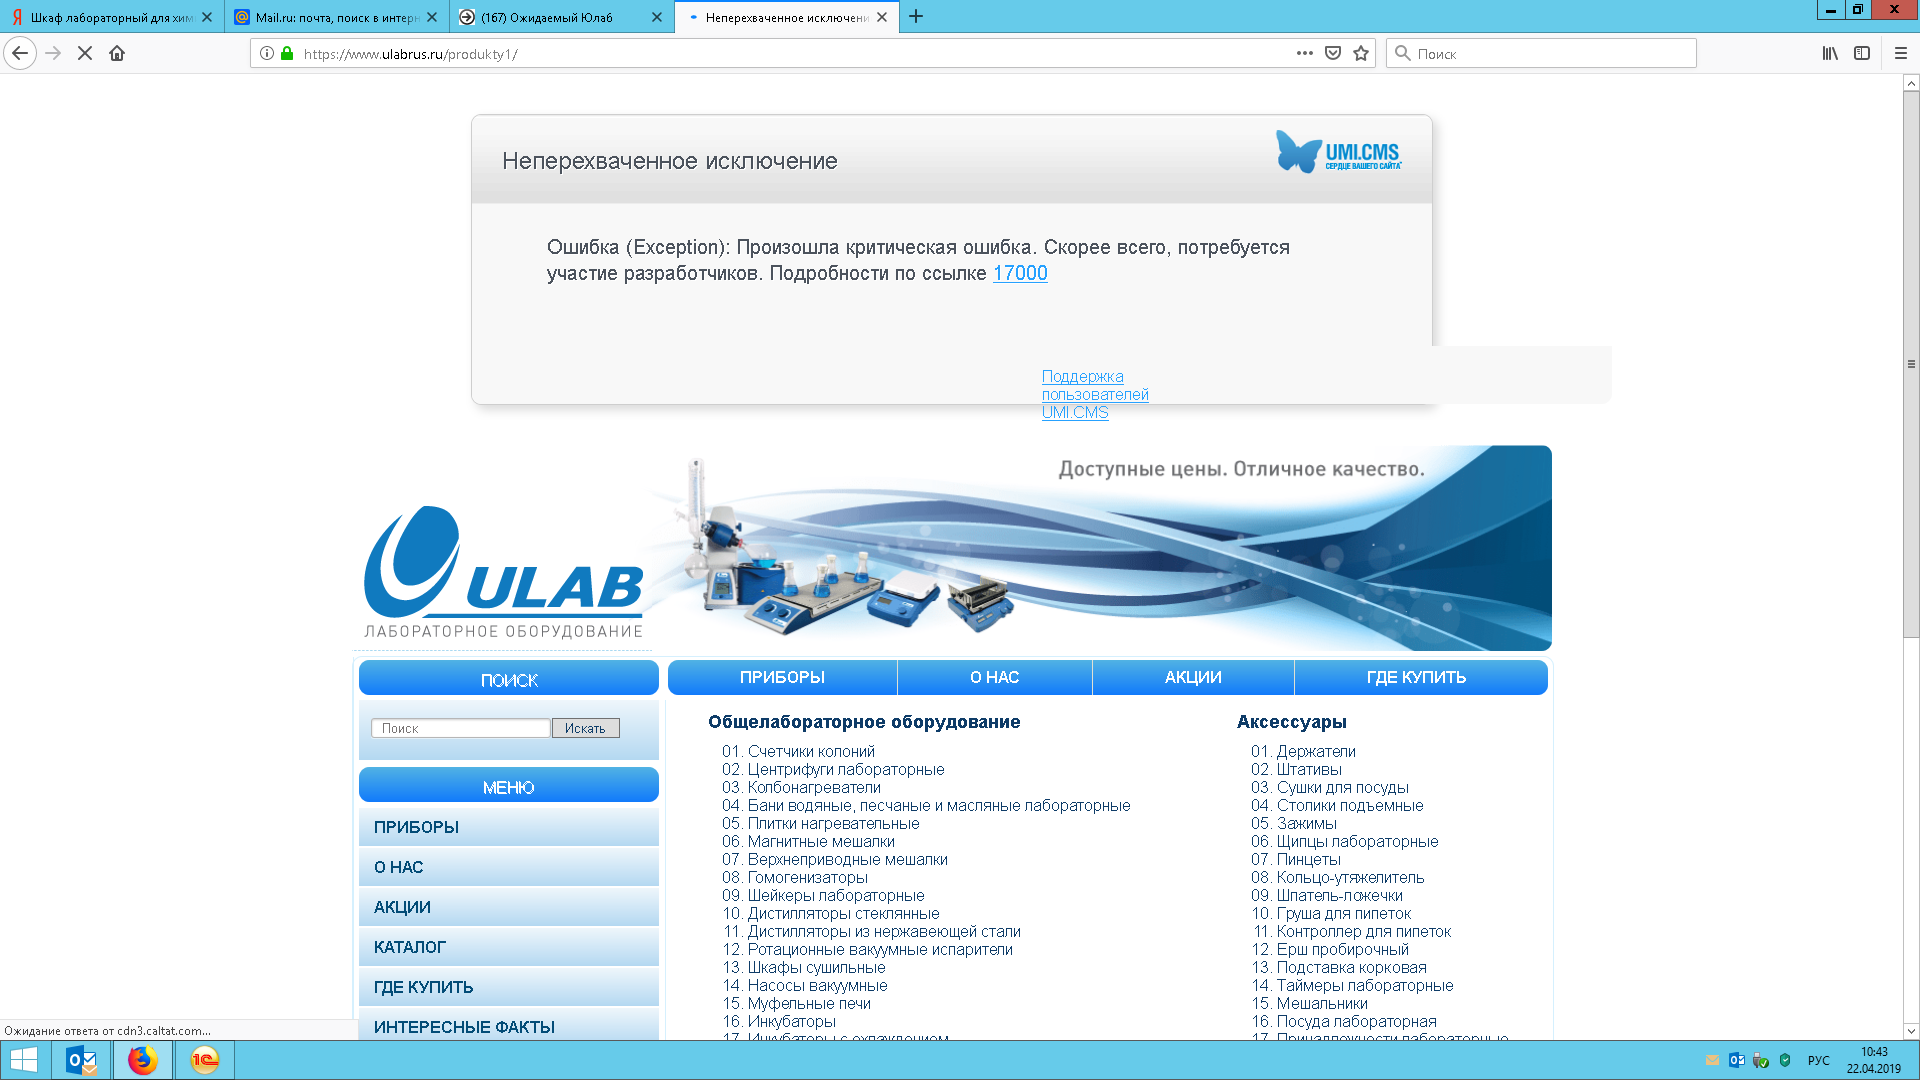 Шкаф лабораторный для хим
Mail.ru: почта, поиск в интерн
(167) Ожидаемый Юлаб
Неперехваченное исключени
https://www.ulabrus.ru/produkty1/
Поиск
Неперехваченное исключение
UMI.CMS
СЕРДЦЕ ВАШЕГО САЙТА
Ошибка (Exception): Произошла критическая ошибка. Скорее всего, потребуется
участие разработчиков. Подробности по ссылке 17000
Поддержка
пользователей
UMI.CMS
Доступные цены. Отличное качество.
ULAB
ЛАБОРАТОРНОЕ ОБОРУДОВАНИЕ
ПОИСК
Поиск
Искать
МЕНЮ
ПРИБОРЫ
О НАС
АКЦИИ
КАТАЛОГ
ГДЕ КУПИТЬ
ИНТЕРЕСНЫЕ ФАКТЫ
ПРИБОРЫ
О НАС
АКЦИИ
ГДЕ КУПИТЬ
Общелабораторное оборудование
01. Счетчики колоний
02. Центрифуги лабораторные
03. Колбонагреватели
04. Бани водяные, песчаные и масляные лабораторные
05. Плитки нагревательные
06. Магнитные мешалки
07. Верхнеприводные мешалки
08. Гомогенизаторы
09. Шейкеры лабораторные
10. Дистилляторы стеклянные
11. Дистилляторы из нержавеющей стали
12. Ротационные вакуумные испарители
13. Шкафы сушильные
14. Насосы вакуумные
15. Муфельные печи
16. Инкубаторы
17. Инкубаторы с охлаждением
Аксессуары
01. Держатели
02. Штативы
03. Сушки для посуды
04. Столики подъемные
05. Зажимы
06. Щипцы лабораторные
07. Пинцеты
08. Кольцо-утяжелитель
09. Шпатель-ложечки
10. Груша для пипеток
11. Контроллер для пипеток
12. Ерш пробирочный
13. Подставка корковая
14. Таймеры лабораторные
15. Мешальники
16. Посуда лабораторная
17. Принадлежности лабораторные
Ожидание ответа от cdn3.caltat.com...
РУС
10:43
22.04.2019